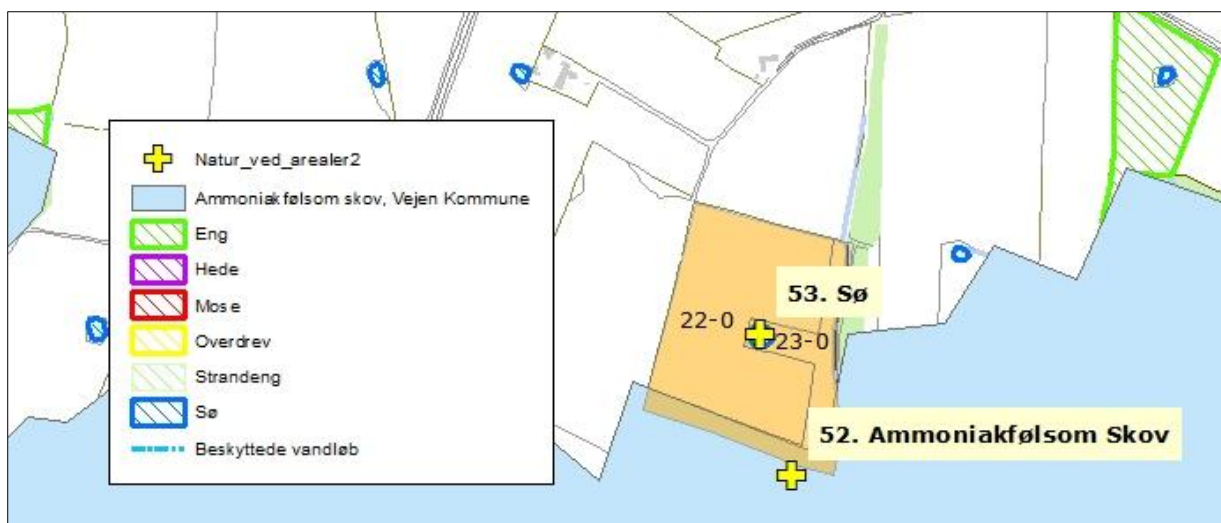 Natur_ved_arealer2
Ammoniakfølsom skov, Vejen Kommune
Eng
Hede
Mose
Overdrev
Strandeng
Sø
Beskyttede vandløb
53. Sø
22-0
23-0
52. Ammoniakfølsom Skov